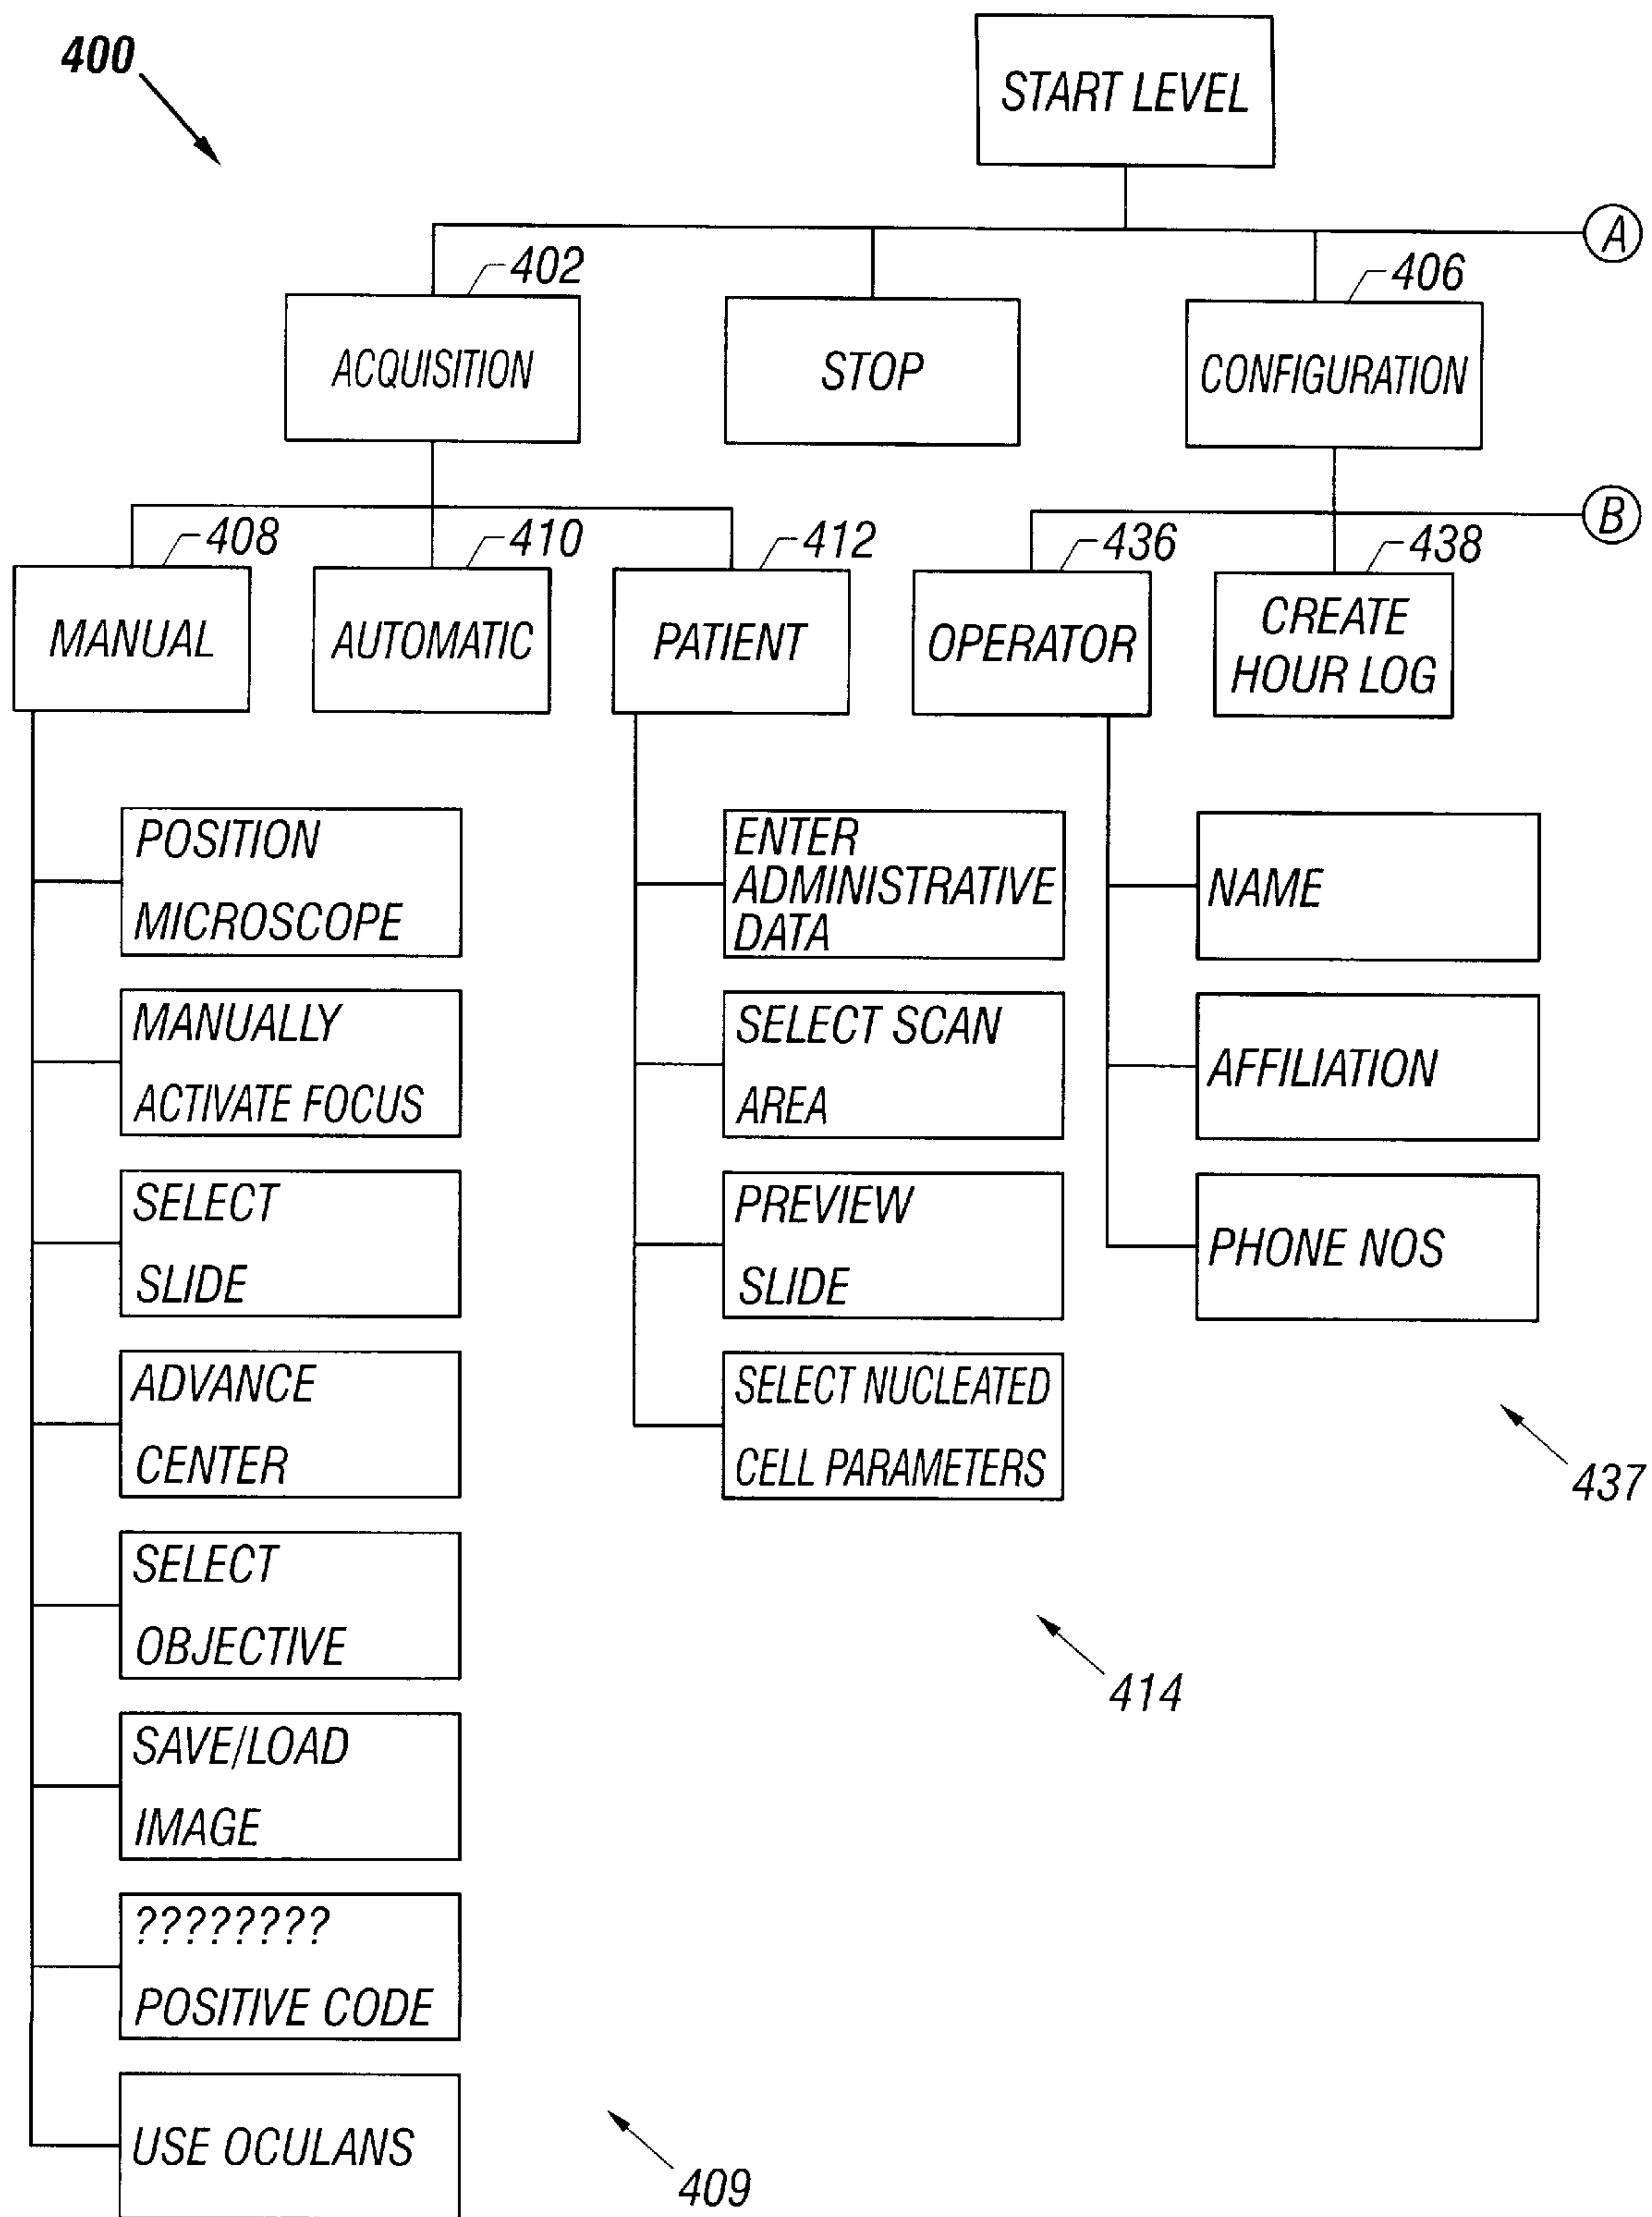 400
START LEVEL
A
402
406
ACQUISITION
STOP
CONFIGURATION
B
408
410
412
436
438
MANUAL
AUTOMATIC
PATIENT
OPERATOR
CREATE
HOUR LOG
POSITION
MICROSCOPE
MANUALLY
ACTIVATE FOCUS
SELECT
SLIDE
ADVANCE
CENTER
SELECT
OBJECTIVE
SAVE/LOAD
IMAGE
????????
POSITIVE CODE
USE OCULANS
409
ENTER
ADMINISTRATIVE
DATA
SELECT SCAN
AREA
PREVIEW
SLIDE
SELECT NUCLEATED
CELL PARAMETERS
414
NAME
AFFILIATION
PHONE NOS
437